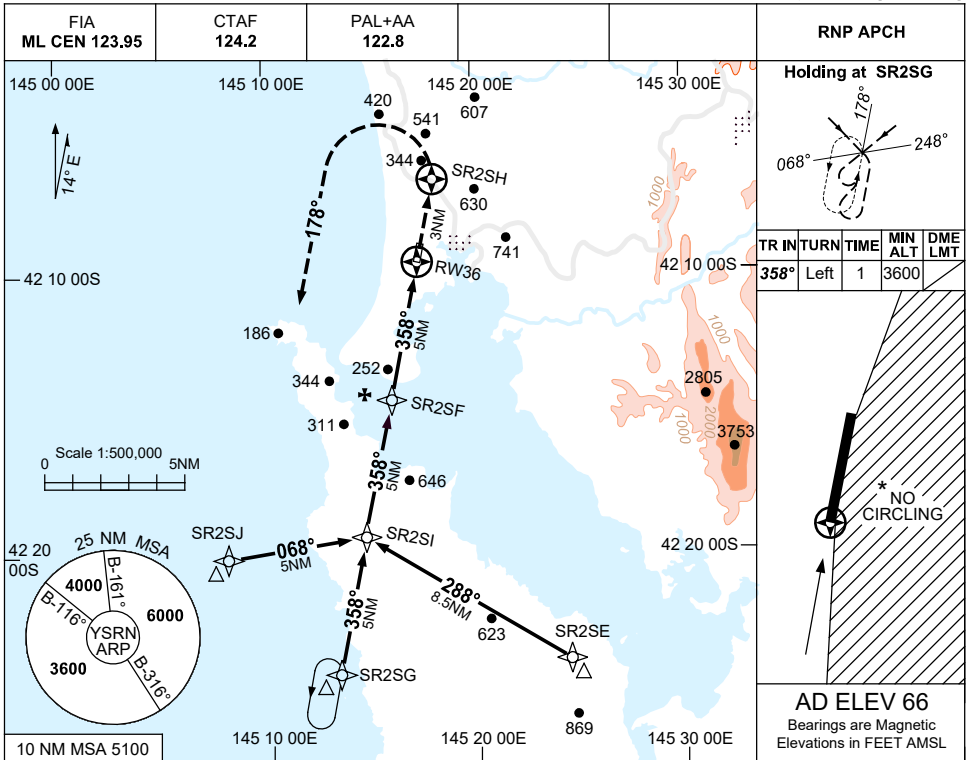 FIA
ML CEN 123.95
CTAF
124.2
PAL+AA
122.8
RNP APCH
145 00 00E
145 10 00E
145 20 00E
145 30 00E
14° E
420
541
607
344
SR2SH
630
3NM
741
178°
RW36
42 10 00S
42 10 00S
1000
358°
5NM
186
252
344
SR2SF
311
1000
2805
2000
1000
3753
Scale 1:500,000
0
5NM
358°
5NM
646
SR2SJ
068°
5NM
SR2SI
42 20
00S
42 20 00S
288°
8.5NM
623
SR2SE
358°
5NM
SR2SG
869
25 NM MSA
B-161°
4000
6000
B-116°
YSRN
ARP
3600
B-316°
10 NM MSA 5100
145 10 00E
145 20 00E
145 30 00E
Holding at SR2SG
178°
068°
248°
TR IN TURN TIME MIN ALT DME LMT
358° Left 1 3600
* NO
CIRCLING
AD ELEV 66
Bearings are Magnetic
Elevations in FEET AMSL